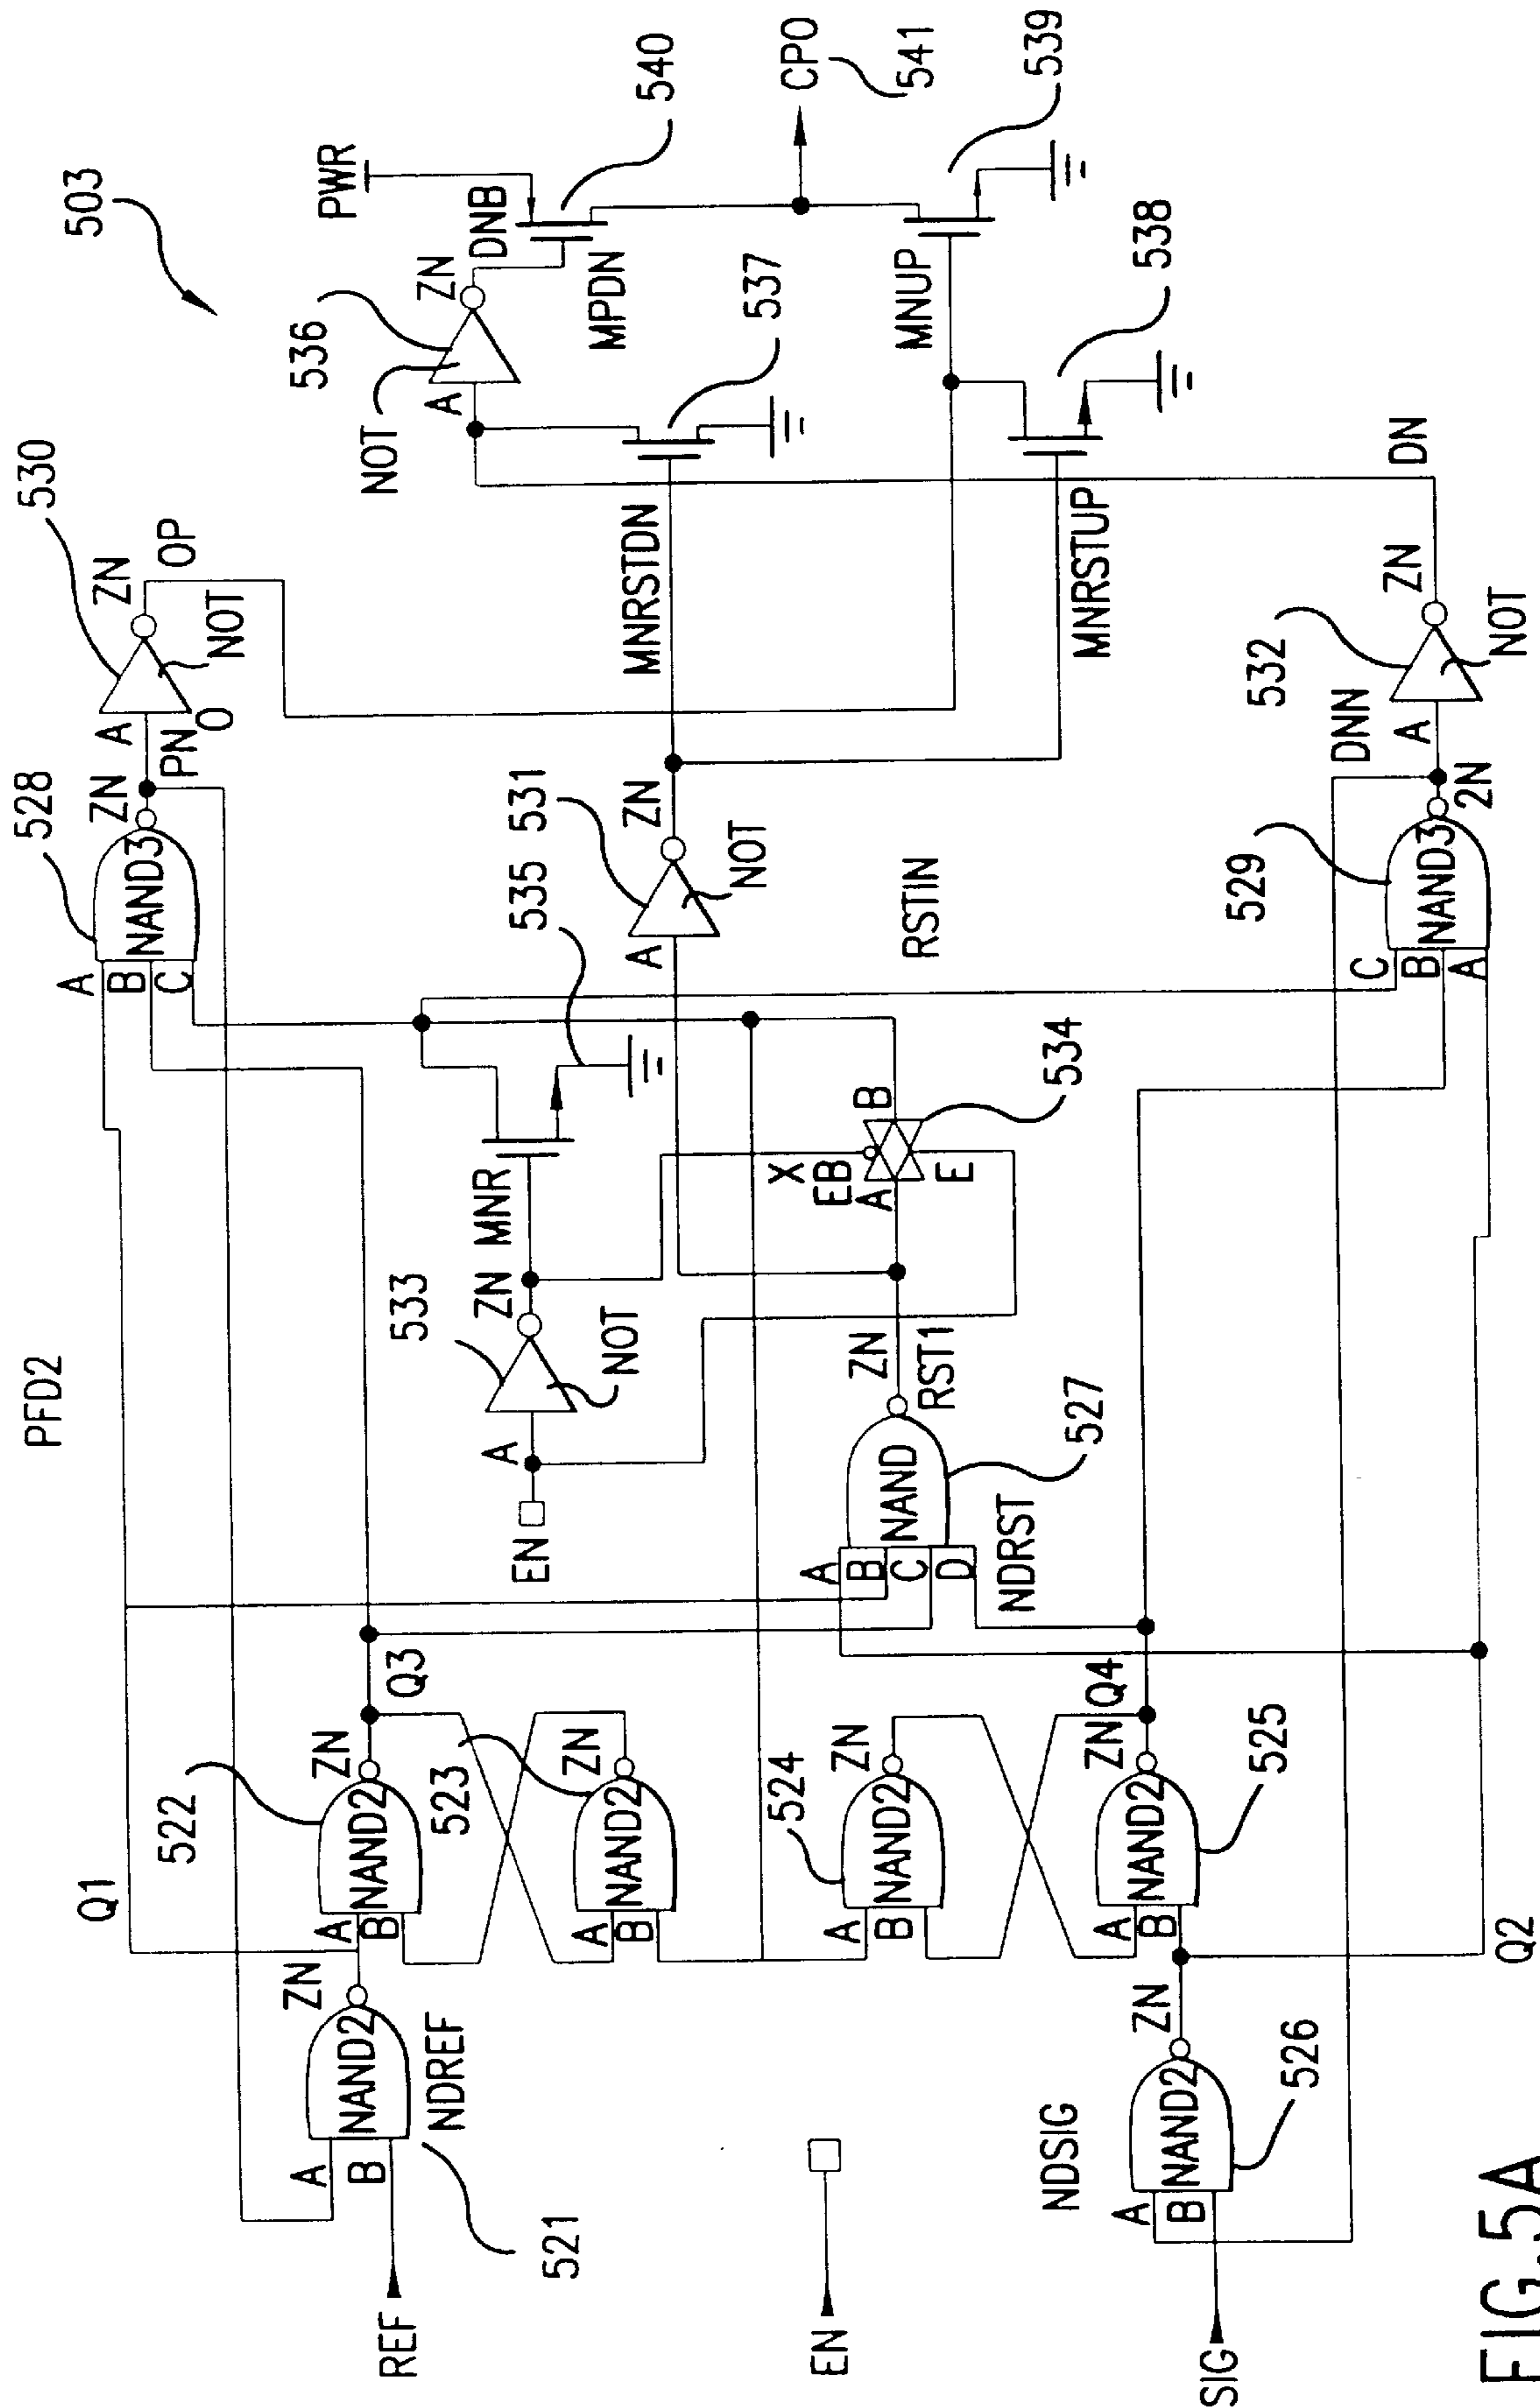 503
PFD2
528
530
ZN
OP
A
B
C
NAND3
ZN
A
PN
O
NOT
536
ZN
DNB
PWR
540
A
NOT
MPDN
537
CPO
541
Q1
522
ZN
NAND2
A
B
Q3
523
ZN
NAND2
A
B
533
ZN
MNR
A
NOT
EN
535
531
ZN
A
NOT
MNRSTDN
MNUP
539
538
MNRSTUP
ZN
NAND2
A
B
NDREF
521
REF
EN
X
EB
A
B
E
534
RSTIN
ZN
RST1
NAND
A
B
C
D
527
NDRST
524
ZN
NAND2
A
B
ZN
Q4
NAND2
A
B
525
NDSIG
ZN
NAND2
A
B
526
SIG
Q2
529
C
B
A
NAND3
2N
DNN
A
532
ZN
NOT
DN
FIG.5A